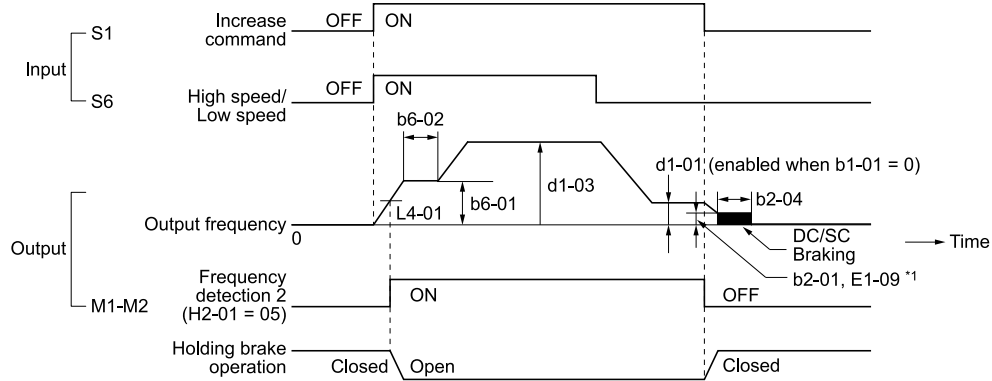 Input
S1
Increase
command
OFF
ON
S6
High speed/
Low speed
OFF
ON
b6-02
d1-01 (enabled when b1-01 = 0)
b2-04
L4-01
b6-01
d1-03
Output
Output frequency
0
DC/SC
Braking
Time
b2-01, E1-09 *1
M1-M2
Frequency
detection 2
(H2-01 = 05)
ON
OFF
Holding brake
operation
Closed
Open
Closed